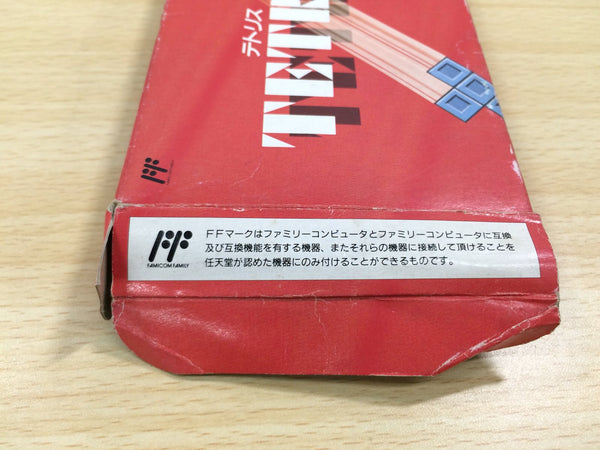 テトリス
TETR
FF
FF
FAMICOM FAMILY
FFマークはファミリーコンピュータとファミリーコンピュータに互換
及び互換機能を有する機器、またそれらの機器に接続して頂けることを
任天堂が認めた機器にのみ付けることができるものです。